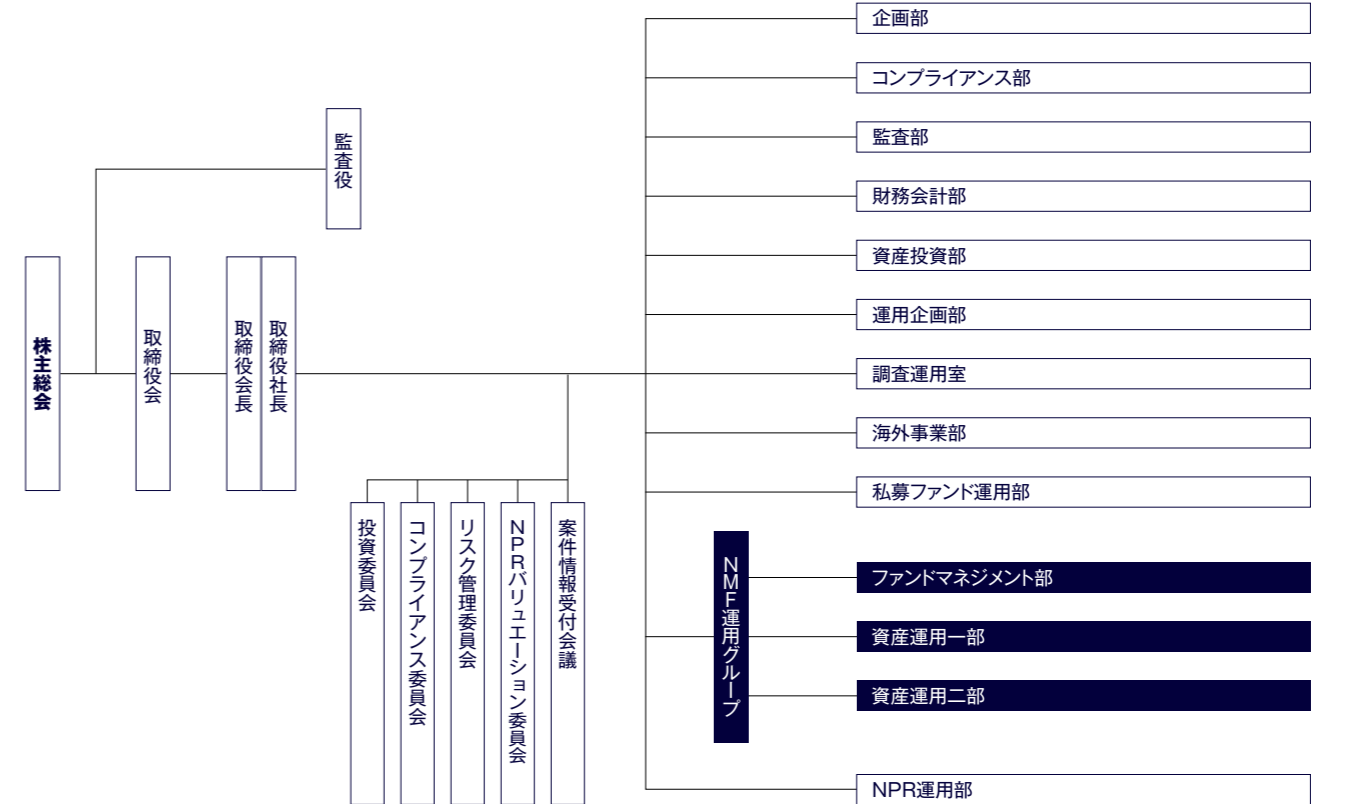 株主総会
監査役
取締役会
取締役会長
取締役社長
投資委員会
コンプライアンス委員会
リスク管理委員会
NPRバリュエーション委員会
案件情報受付会議
企画部
コンプライアンス部
監査部
財務会計部
資産投資部
運用企画部
調査運用室
海外事業部
私募ファンド運用部
NMF運用グループ
ファンドマネジメント部
資産運用一部
資産運用二部
NPR運用部